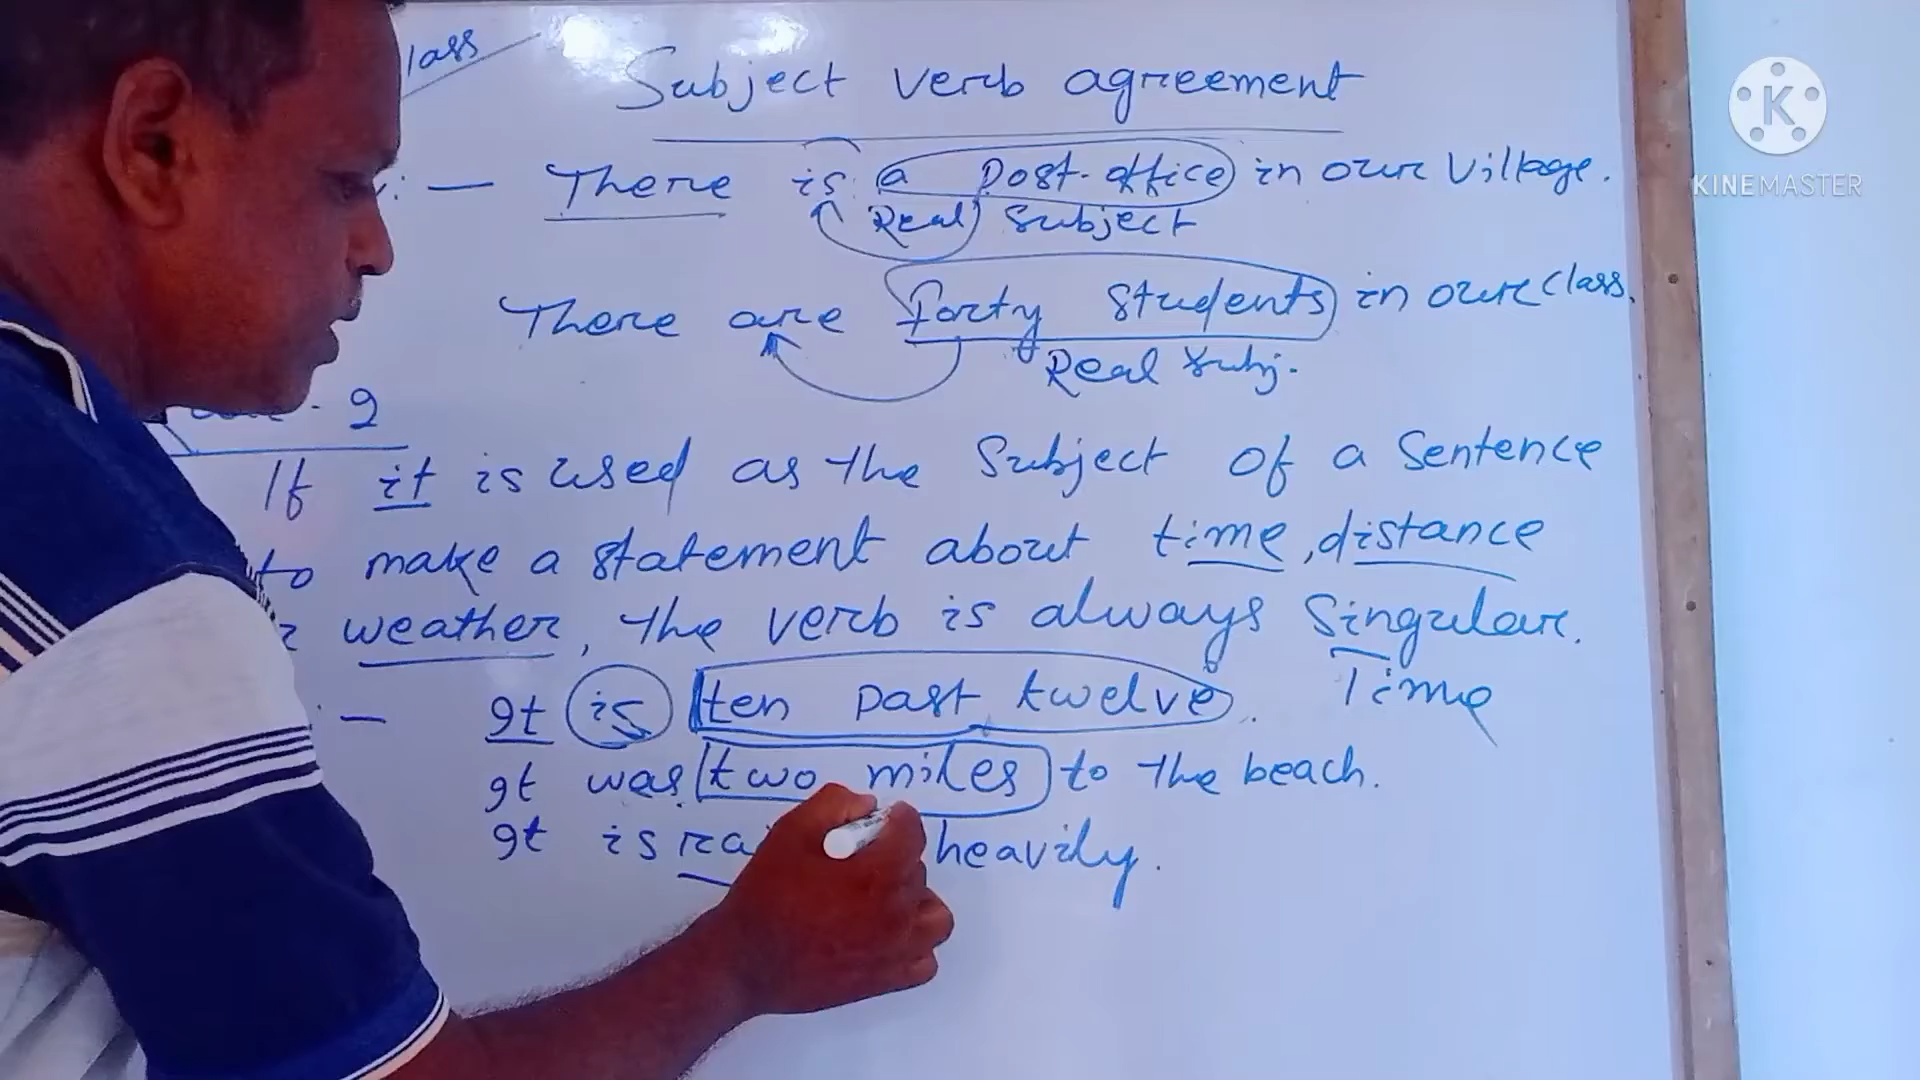 lass
Subject verb agreement
: — There is a post-office in our village.
Real Subject
There are forty students in our class.
Real Subj.
- 9
If it is used as the Subject of a Sentence
to make a statement about time, distance
weather, the verb is always Singular.
: — It is ten past twelve. Time
It was two miles to the beach.
It is heavily.
K
KINEMASTER